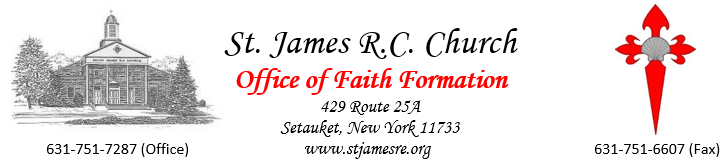 St. James R.C. Church
Office of Faith Formation
429 Route 25A
Setauket, New York 11733
www.stjamesre.org
631-751-7287 (Office)
631-751-6607 (Fax)